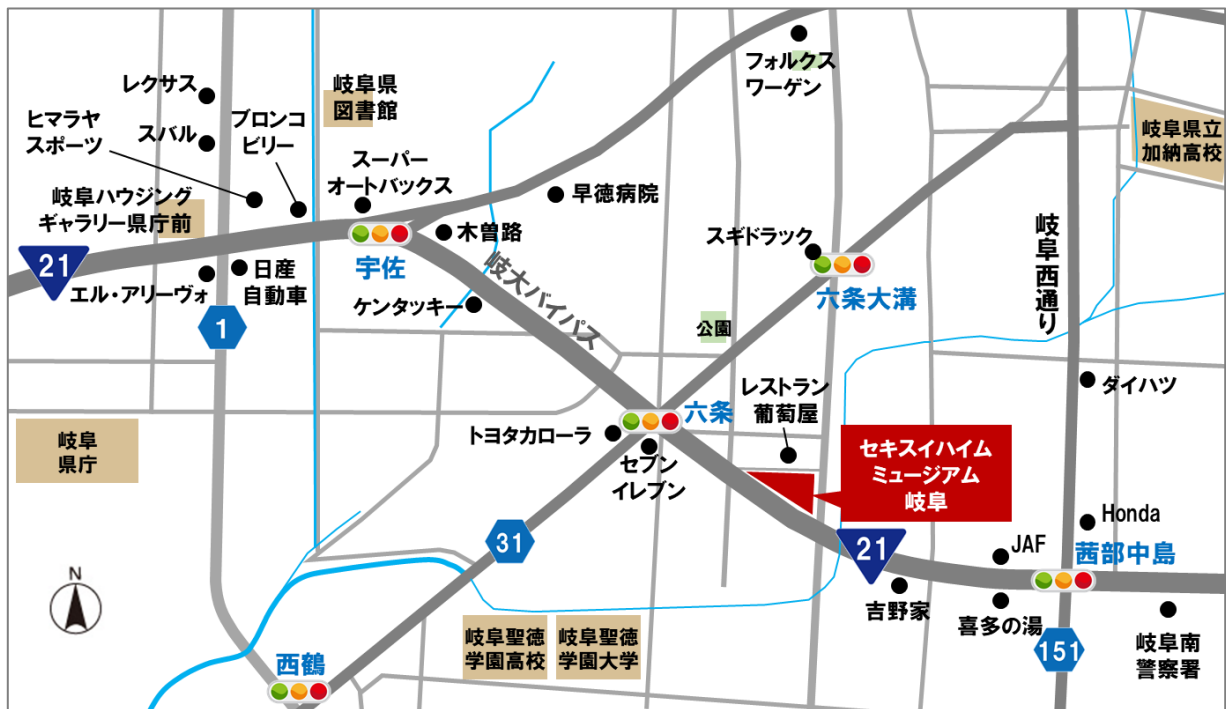 レクサス
岐阜県
図書館
フォルクス
ワーゲン
ヒマラヤ
スポーツ
スバル
ブロンコ
ビリー
岐阜県立
加納高校
岐阜ハウジング
ギャラリー県庁前
スーパー
オートバックス
早徳病院
木曽路
スギドラック
岐阜西通り
21
エル・アリーヴォ
日産
自動車
宇佐
ケンタッキー
岐大バイパス
六条大溝
1
公園
レストラン
葡萄屋
ダイハツ
六条
トヨタカローラ
セブン
イレブン
岐阜
県庁
セキスイハイム
ミュージアム
岐阜
31
21
Honda
JAF
茜部中島
N
吉野家
喜多の湯
151
岐阜南
警察署
岐阜聖徳
学園高校
岐阜聖徳
学園大学
西鶴